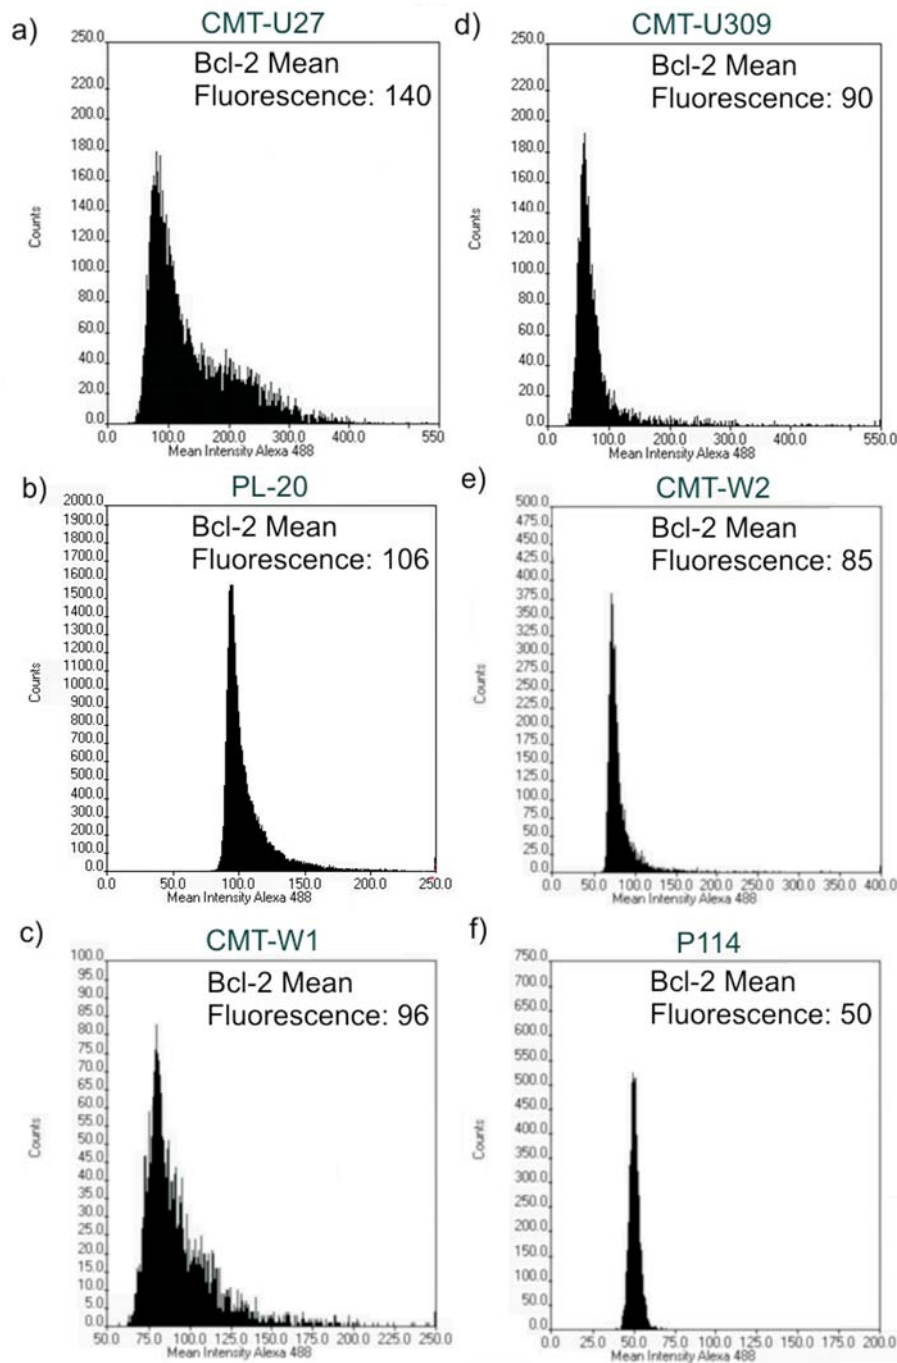 a)
CMT-U27
250.0
220.0
200.0
180.0
160.0
140.0
120.0
100.0
80.0
60.0
40.0
20.0
0.0
Counts
Bcl-2 Mean
Fluorescence: 140
0.0 100.0 200.0 300.0 400.0 550
Mean Intensity Alexa 488
d)
CMT-U309
250.0
220.0
200.0
180.0
160.0
140.0
120.0
100.0
80.0
60.0
40.0
20.0
0.0
Counts
Bcl-2 Mean
Fluorescence: 90
0.0 100.0 200.0 300.0 400.0 550.0
Mean Intensity Alexa 488
b)
PL-20
2000.0
1900.0
1800.0
1700.0
1600.0
1500.0
1400.0
1300.0
1200.0
1100.0
1000.0
900.0
800.0
700.0
600.0
500.0
400.0
300.0
200.0
100.0
0.0
Counts
Bcl-2 Mean
Fluorescence: 106
0.0 50.0 100.0 150.0 200.0 250.0
Mean Intensity Alexa 488
e)
CMT-W2
500.0
475.0
450.0
425.0
400.0
375.0
350.0
325.0
300.0
275.0
250.0
225.0
200.0
175.0
150.0
125.0
100.0
75.0
50.0
25.0
0.0
Counts
Bcl-2 Mean
Fluorescence: 85
0.0 50.0 100.0 150.0 200.0 250.0 300.0 350.0 400.0
Mean Intensity Alexa 488
c)
CMT-W1
100.0
95.0
90.0
85.0
80.0
75.0
70.0
65.0
60.0
55.0
50.0
45.0
40.0
35.0
30.0
25.0
20.0
15.0
10.0
5.0
0.0
Counts
Bcl-2 Mean
Fluorescence: 96
50.0 75.0 100.0 125.0 150.0 175.0 200.0 225.0 250.0
Mean Intensity Alexa 488
f)
P114
750.0
700.0
650.0
600.0
550.0
500.0
450.0
400.0
350.0
300.0
250.0
200.0
150.0
100.0
50.0
0.0
Counts
Bcl-2 Mean
Fluorescence: 50
0.0 25.0 50.0 75.0 100.0 125.0 150.0 175.0 200.0
Mean Intensity Alexa 488